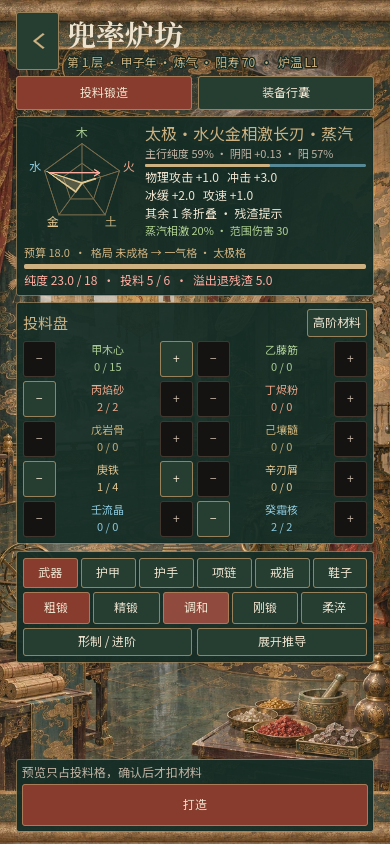 兜率炉坊
第1层 · 甲子年 · 炼气 · 阳寿70 · 炉温L1
投料锻造
装备行囊
木
水
火
金
土
太极·水火金相激长刃·蒸汽
主行纯度 59% · 阴阳 +0.13 · 阳 57%
物理攻击 +1.0 冲击 +3.0
冰缓 +2.0 攻速 +1.0
其余 1 条折叠 · 残渣提示
蒸汽相激 20% · 范围伤害 30
预算 18.0 · 格局 未成格 → 一气格 · 太极格
纯度 23.0 / 18 · 投料 5 / 6 · 溢出退残渣 5.0
投料盘
高阶材料
− 甲木心 + − 乙藤筋 +
0 / 15 0 / 0
− 丙焰砂 + − 丁烬粉 +
2 / 2 0 / 0
− 戊岩骨 + − 己壤髓 +
0 / 0 0 / 0
− 庚铁 + − 辛刃屑 +
1 / 4 0 / 0
− 壬流晶 + − 癸霜核 +
0 / 0 2 / 2
武器 护甲 护手 项链 戒指 鞋子
粗锻 精锻 调和 刚锻 柔淬
形制 / 进阶
展开推导
预览只占投料格，确认后才扣材料
打造